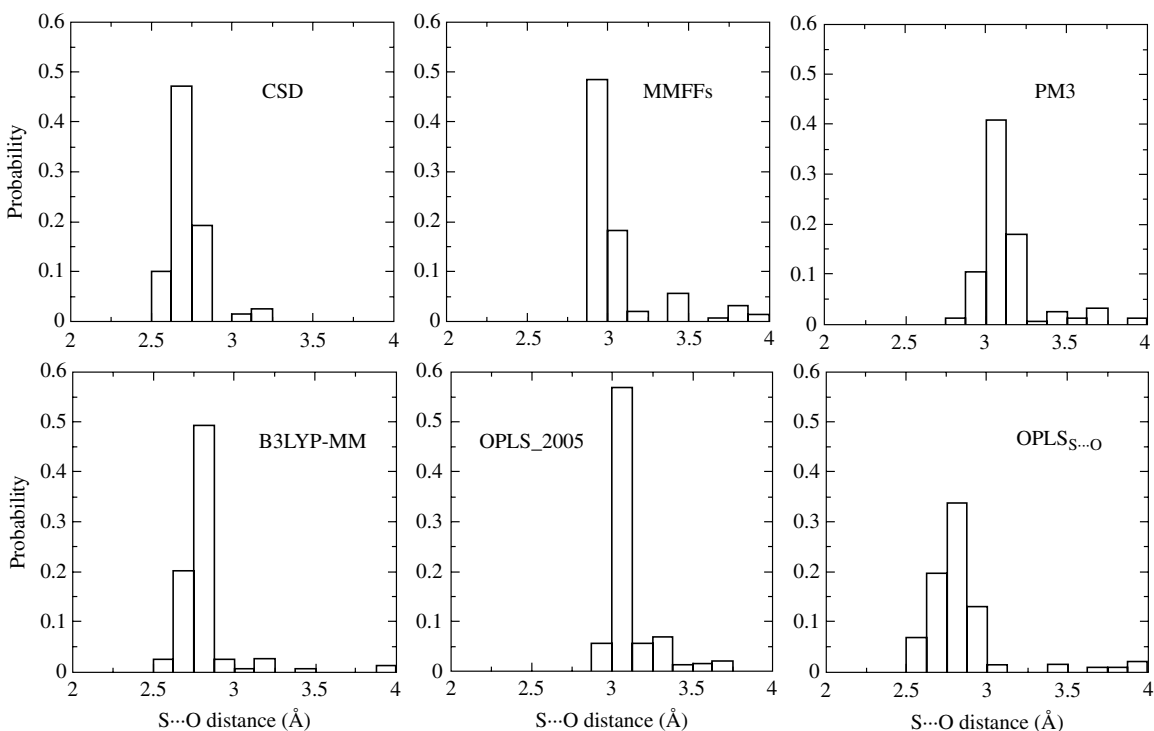 0.6 0.6 0.6
0.5 0.5 0.5
CSD MMFFs PM3
0.4 0.4 0.4
Probability
0.3 0.3 0.3
0.2 0.2 0.2
0.1 0.1 0.1
0 0 0
2 2.5 3 3.5 4 2 2.5 3 3.5 4 2 2.5 3 3.5 4
0.6 0.6 0.6
0.5 0.5 0.5
B3LYP-MM OPLS_2005 OPLSS···O
0.4 0.4 0.4
Probability
0.3 0.3 0.3
0.2 0.2 0.2
0.1 0.1 0.1
0 0 0
2 2.5 3 3.5 4 2 2.5 3 3.5 4 2 2.5 3 3.5 4
S···O distance (Å) S···O distance (Å) S···O distance (Å)